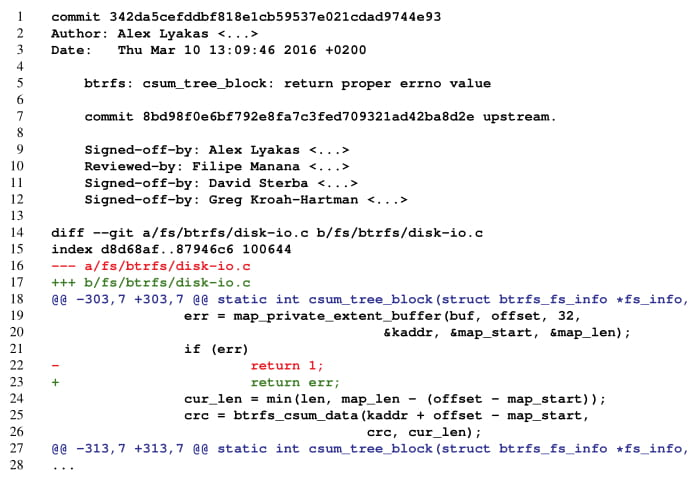 1 commit 342da5cefddbf818e1cb59537e021cdad9744e93
2 Author: Alex Lyakas <...>
3 Date:   Thu Mar 10 13:09:46 2016 +0200
4
5     btrfs: csum_tree_block: return proper errno value
6
7     commit 8bd98f0e6bf792e8fa7c3fed709321ad42ba8d2e upstream.
8
9     Signed-off-by: Alex Lyakas <...>
10     Reviewed-by: Filipe Manana <...>
11     Signed-off-by: David Sterba <...>
12     Signed-off-by: Greg Kroah-Hartman <...>
13
14 diff --git a/fs/btrfs/disk-io.c b/fs/btrfs/disk-io.c
15 index d8d68af..87946c6 100644
16 --- a/fs/btrfs/disk-io.c
17 +++ b/fs/btrfs/disk-io.c
18 @@ -303,7 +303,7 @@ static int csum_tree_block(struct btrfs_fs_info *fs_info,
19                 err = map_private_extent_buffer(buf, offset, 32,
20                                         &kaddr, &map_start, &map_len);
21                 if (err)
22 -                       return 1;
23 +                       return err;
24                 cur_len = min(len, map_len - (offset - map_start));
25                 crc = btrfs_csum_data(kaddr + offset - map_start,
26                                       crc, cur_len);
27 @@ -313,7 +313,7 @@ static int csum_tree_block(struct btrfs_fs_info *fs_info,
28 ...